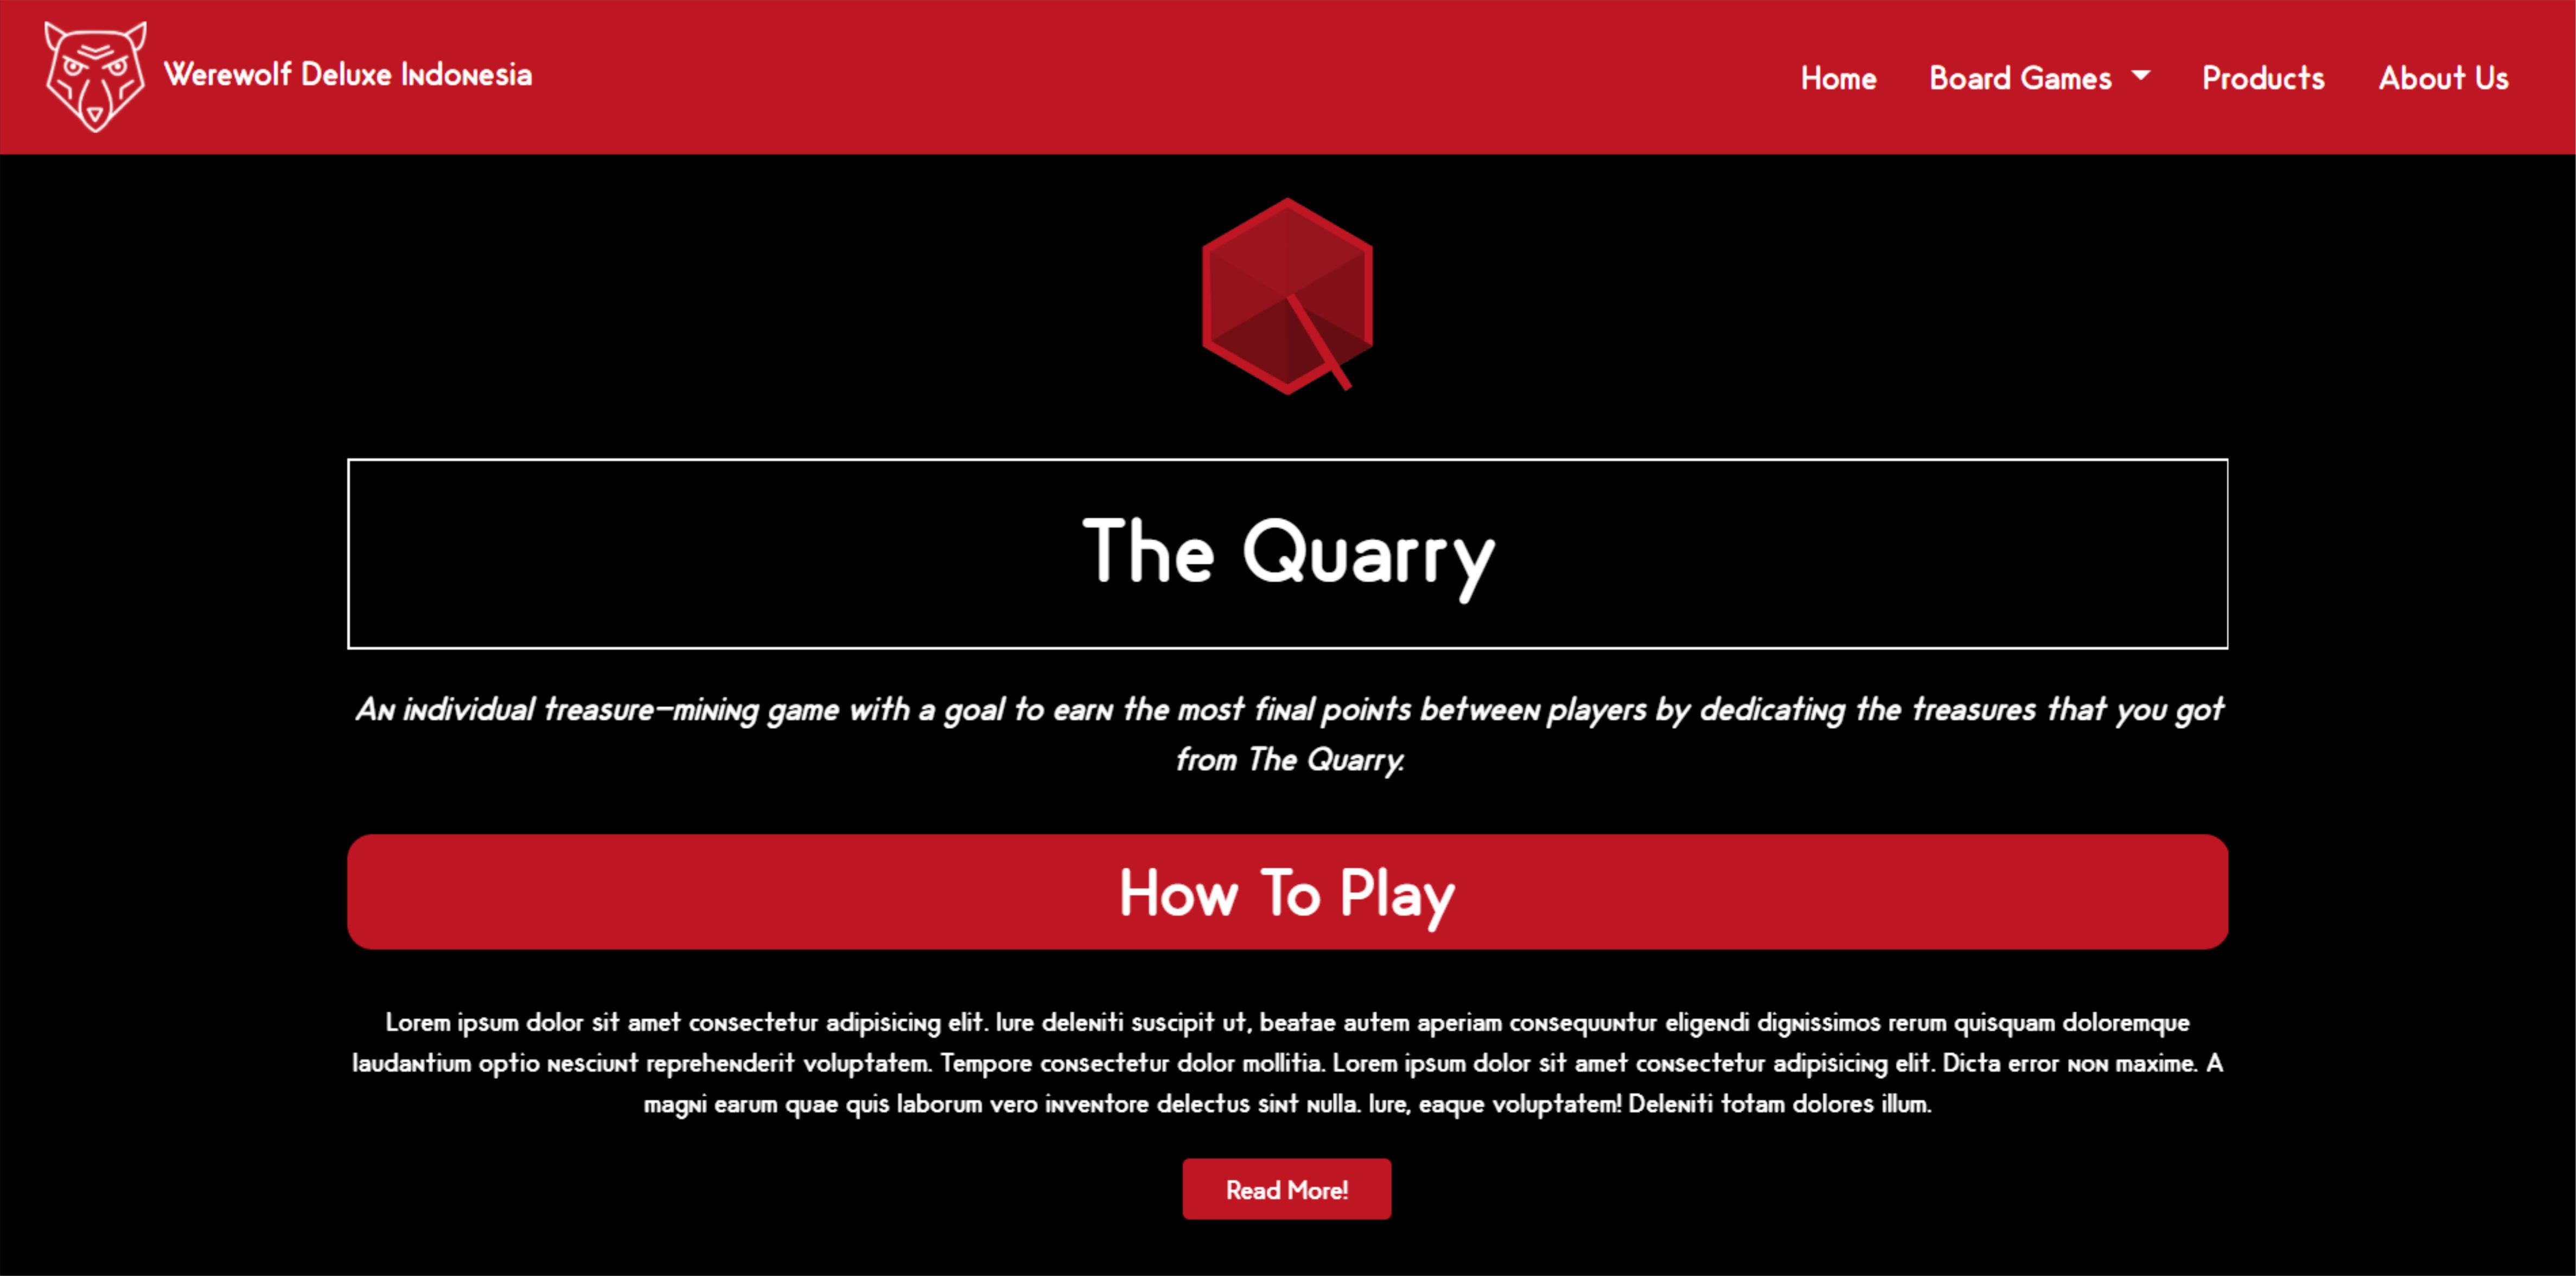 Werewolf Deluxe Indonesia
Home Board Games Products About Us
The Quarry
An individual treasure-mining game with a goal to earn the most final points between players by dedicating the treasures that you got
from The Quarry.
How To Play
Lorem ipsum dolor sit amet consectetur adipisicing elit. Iure deleniti suscipit ut, beatae autem aperiam consequuntur eligendi dignissimos rerum quisquam doloremque
laudantium optio nesciunt reprehenderit voluptatem. Tempore consectetur dolor mollitia. Lorem ipsum dolor sit amet consectetur adipisicing elit. Dicta error non maxime. A
magni earum quae quis laborum vero inventore delectus sint nulla. Iure, eaque voluptatem! Deleniti totam dolores illum.
Read More!